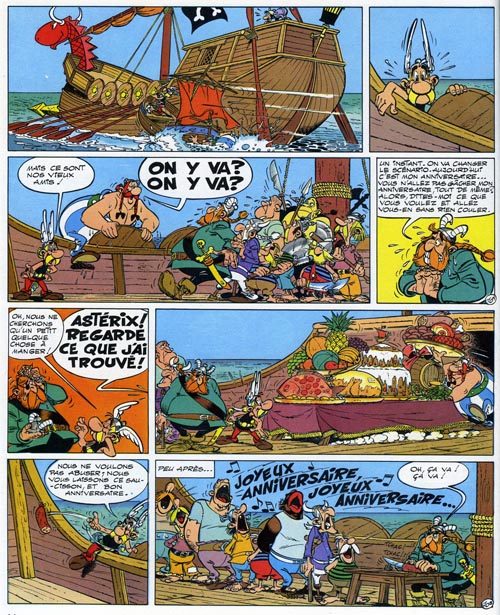 MAIS CE SONT
NOS VIEUX
AMIS !
ON Y VA?
ON Y VA?
UN INSTANT. ON VA CHANGER
LE SCÉNARIO. AUJOURD'HUI
C'EST MON ANNIVERSAIRE...
VOUS N'ALLEZ PAS GÂCHER MON
ANNIVERSAIRE, TOUT DE MÊME,
ALORS, DITES-MOI CE QUE
VOUS VOULEZ ET ALLEZ
VOUS-EN SANS RIEN COULER.
OH, NOUS NE
CHERCHONS
QU'UN PETIT
QUELQUE
CHOSE À
MANGER !
ASTÉRIX !
REGARDE
CE QUE J'AI
TROUVÉ !
NOUS NE VOULONS
PAS ABUSER; NOUS
VOUS LAISSONS CE SAU-
CISSON, ET BON
ANNIVERSAIRE.
PEU APRÈS...
JOYEUX
ANNIVERSAIRE,
JOYEUX
ANNIVERSAIRE...
OH, ÇA VA !
ÇA VA !
TCHAC!